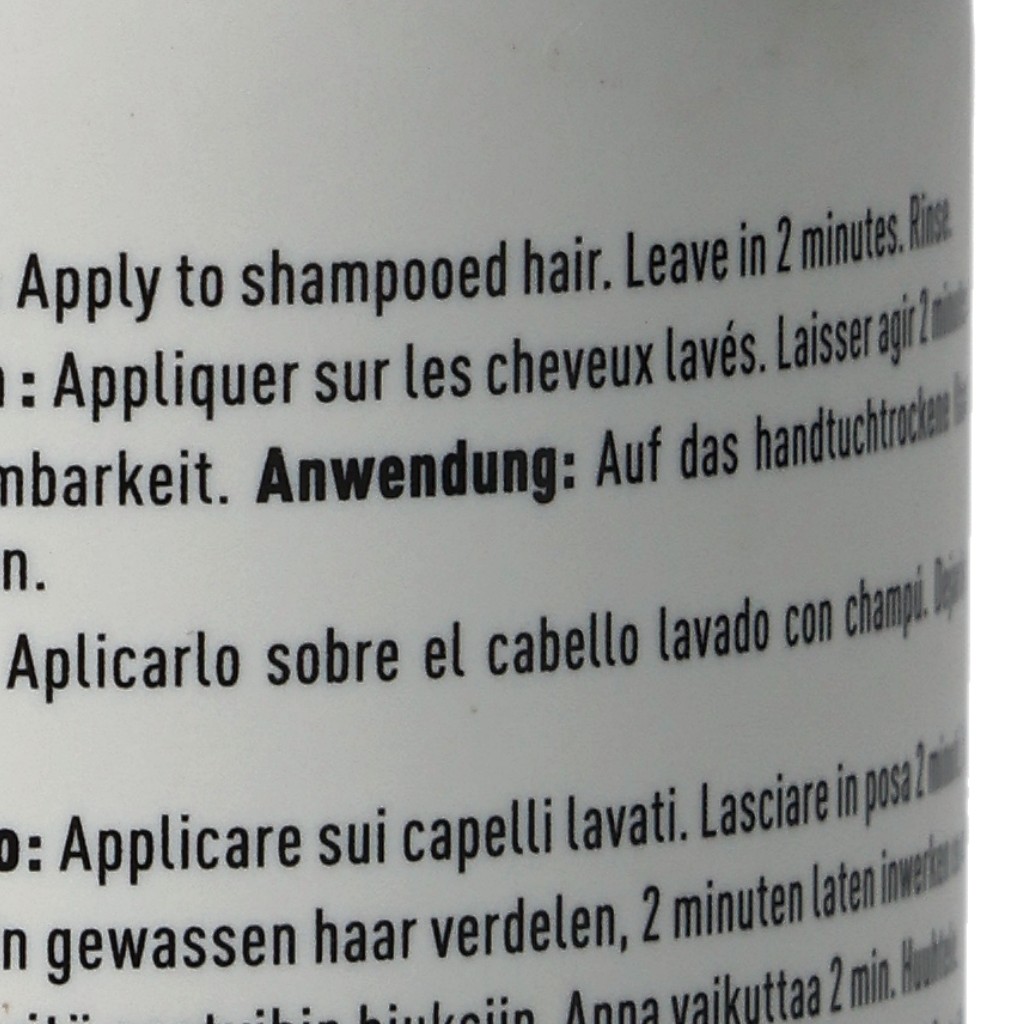 Apply to shampooed hair. Leave in 2 minutes. Rinse.
: Appliquer sur les cheveux lavés. Laisser agir 2
mbarkeit. Anwendung: Auf das handtuchtrockene
n.
Aplicarlo sobre el cabello lavado con champú.
o: Applicare sui capelli lavati. Lasciare in posa 2
n gewassen haar verdelen, 2 minuten laten inwerken
hiuksiin. Anna vaikuttaa 2 min.